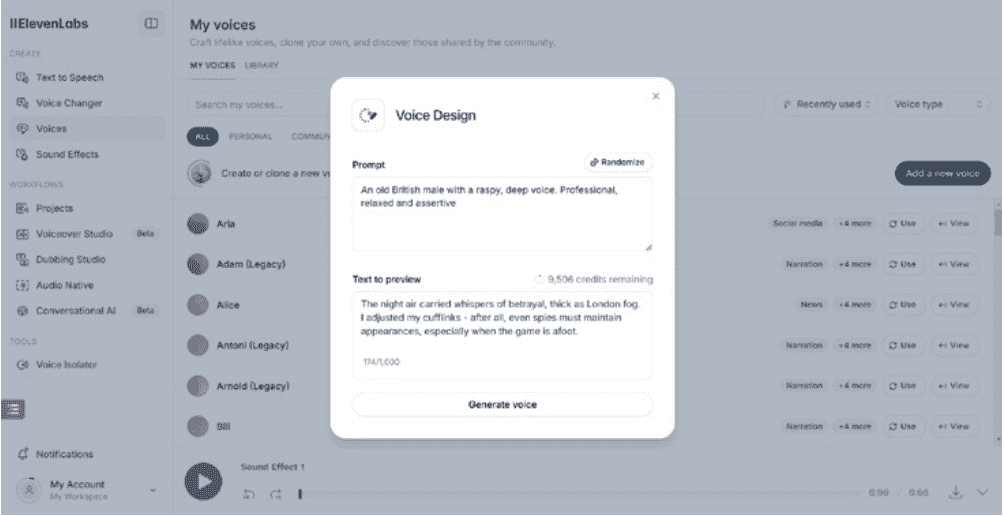 IIElevenLabs
CREATE
Text to Speech
Voice Changer
Voices
Sound Effects
WORKFLOWS
Projects
Voiceover Studio Beta
Dubbing Studio
Audio Native
Conversational AI Beta
TOOLS
Voice Isolator
Notifications
My Account
My Workspace
My voices
Craft lifelike voices, clone your own, and discover those shared by the community.
MY VOICES LIBRARY
Search my voices...
Recently used
Voice type
ALL PERSONAL
Create or clone a new
Add a new voice
Aria Social media +4 more Use View
Adam (Legacy) Narration +4 more Use View
Alice News +4 more Use View
Antoni (Legacy) Narration +4 more Use View
Arnold (Legacy) Narration +4 more Use View
Bill Narration +4 more Use View
Voice Design
Prompt
Randomize
An old British male with a raspy, deep voice. Professional,
relaxed and assertive
Text to preview 9,506 credits remaining
The night air carried whispers of betrayal, thick as London fog.
I adjusted my cufflinks - after all, even spies must maintain
appearances, especially when the game is afoot.
174/1,000
Generate voice
Sound Effect 1